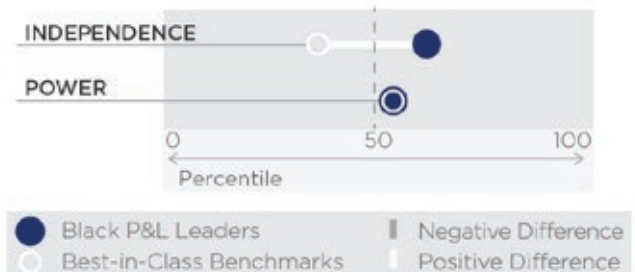 INDEPENDENCE
POWER
0 50 100
Percentile
Black P&L Leaders
Negative Difference
Best-in-Class Benchmarks
Positive Difference